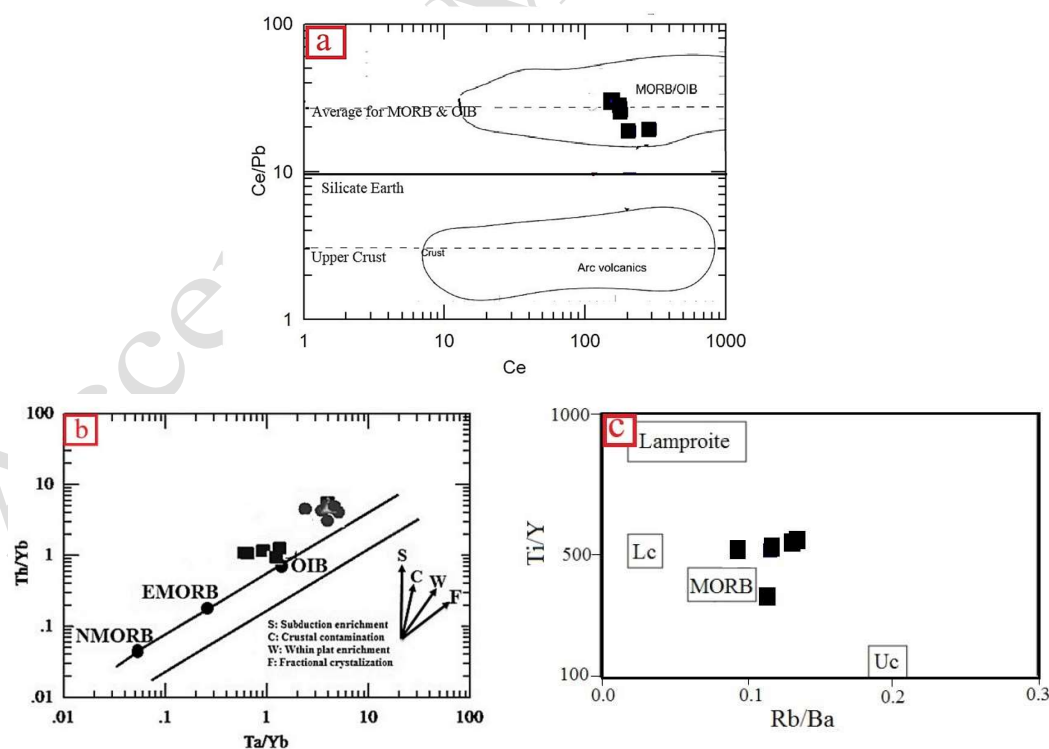 a
100
10
1
Ce/Pb
MORB/OIB
Average for MORB & OIB
Silicate Earth
Crust
Upper Crust
Arc volcanics
1
10
100
1000
Ce
b
100
10
1
.1
.01
Th/Yb
OIB
EMORB
NMORB
S
C
W
F
S: Subduction enrichment
C: Crustal contamination
W: Wthin plat enrichment
F: Fractional crystalization
.01
.1
1
10
100
Ta/Yb
c
1000
500
100
Ti/Y
Lamproite
Lc
MORB
Uc
0.0
0.1
0.2
0.3
Rb/Ba